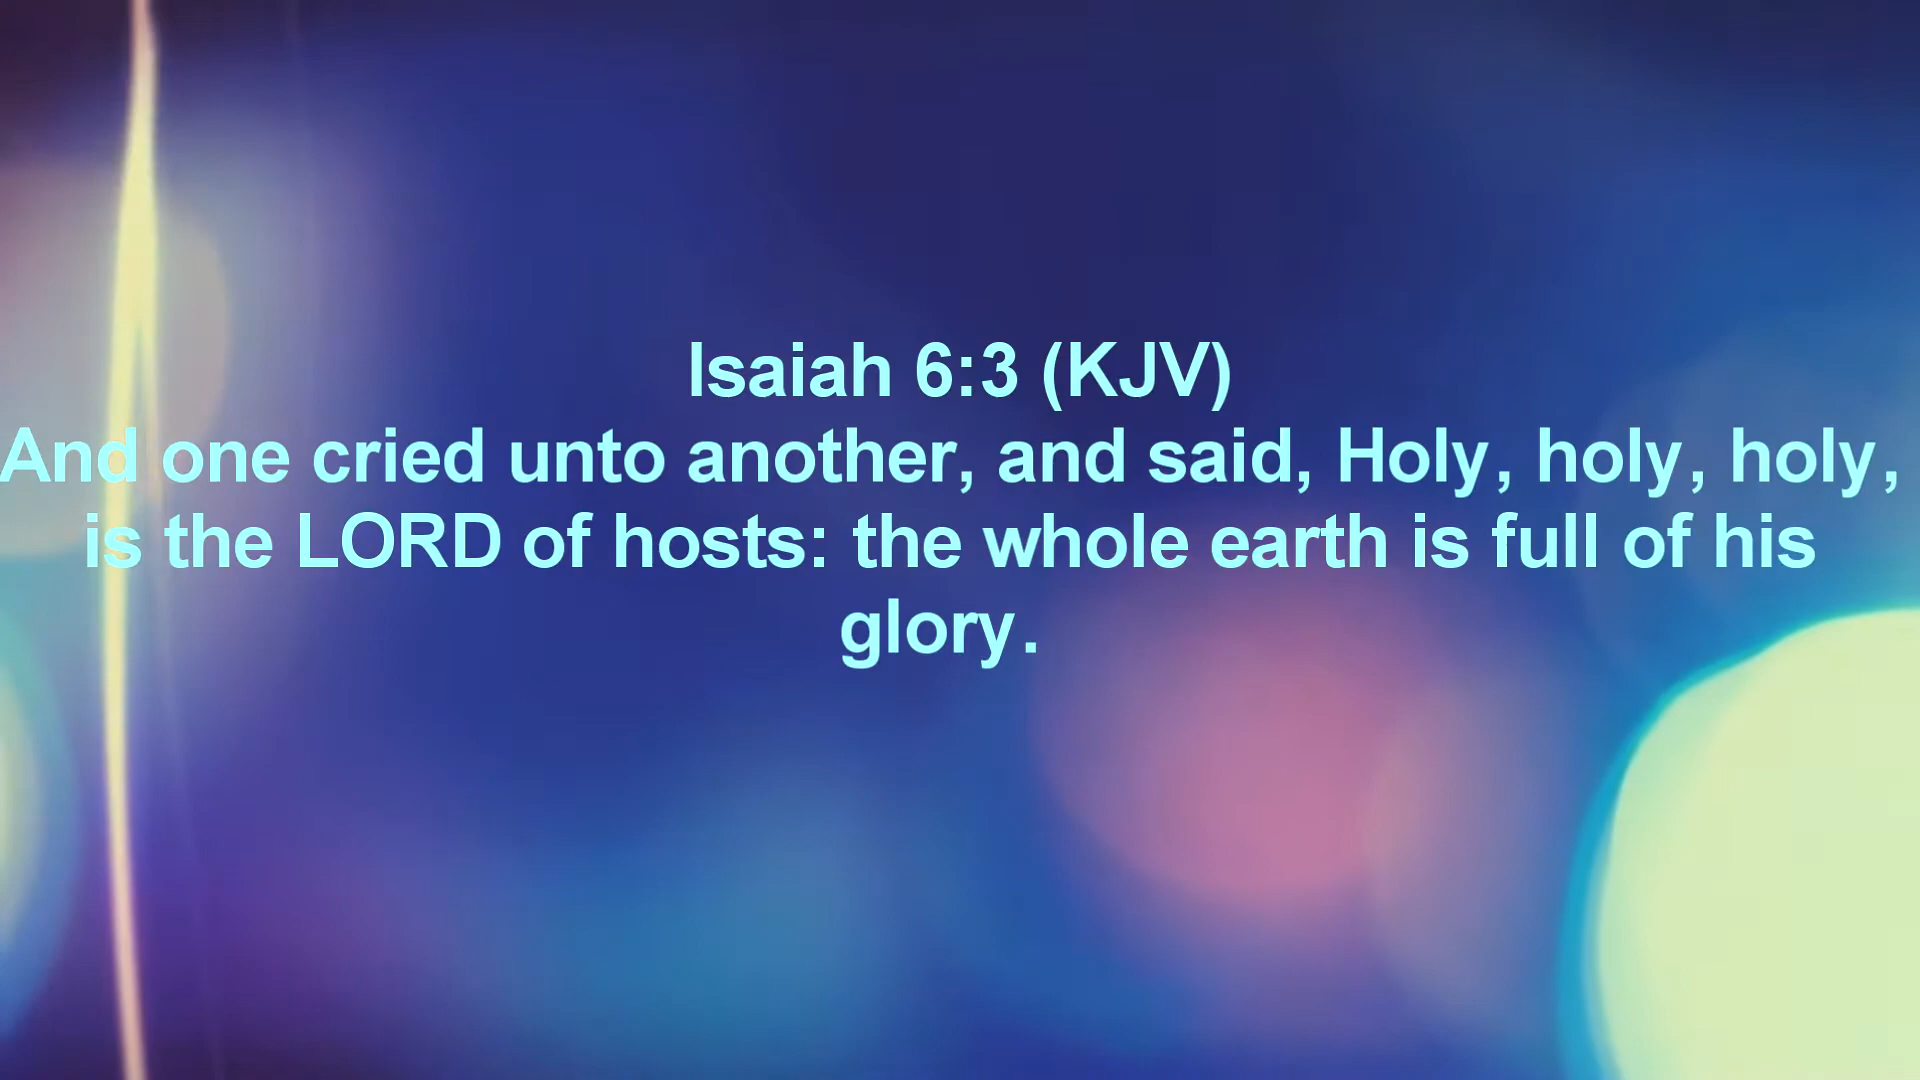 Isaiah 6:3 (KJV)
And one cried unto another, and said, Holy, holy, holy,
is the LORD of hosts: the whole earth is full of his
glory.